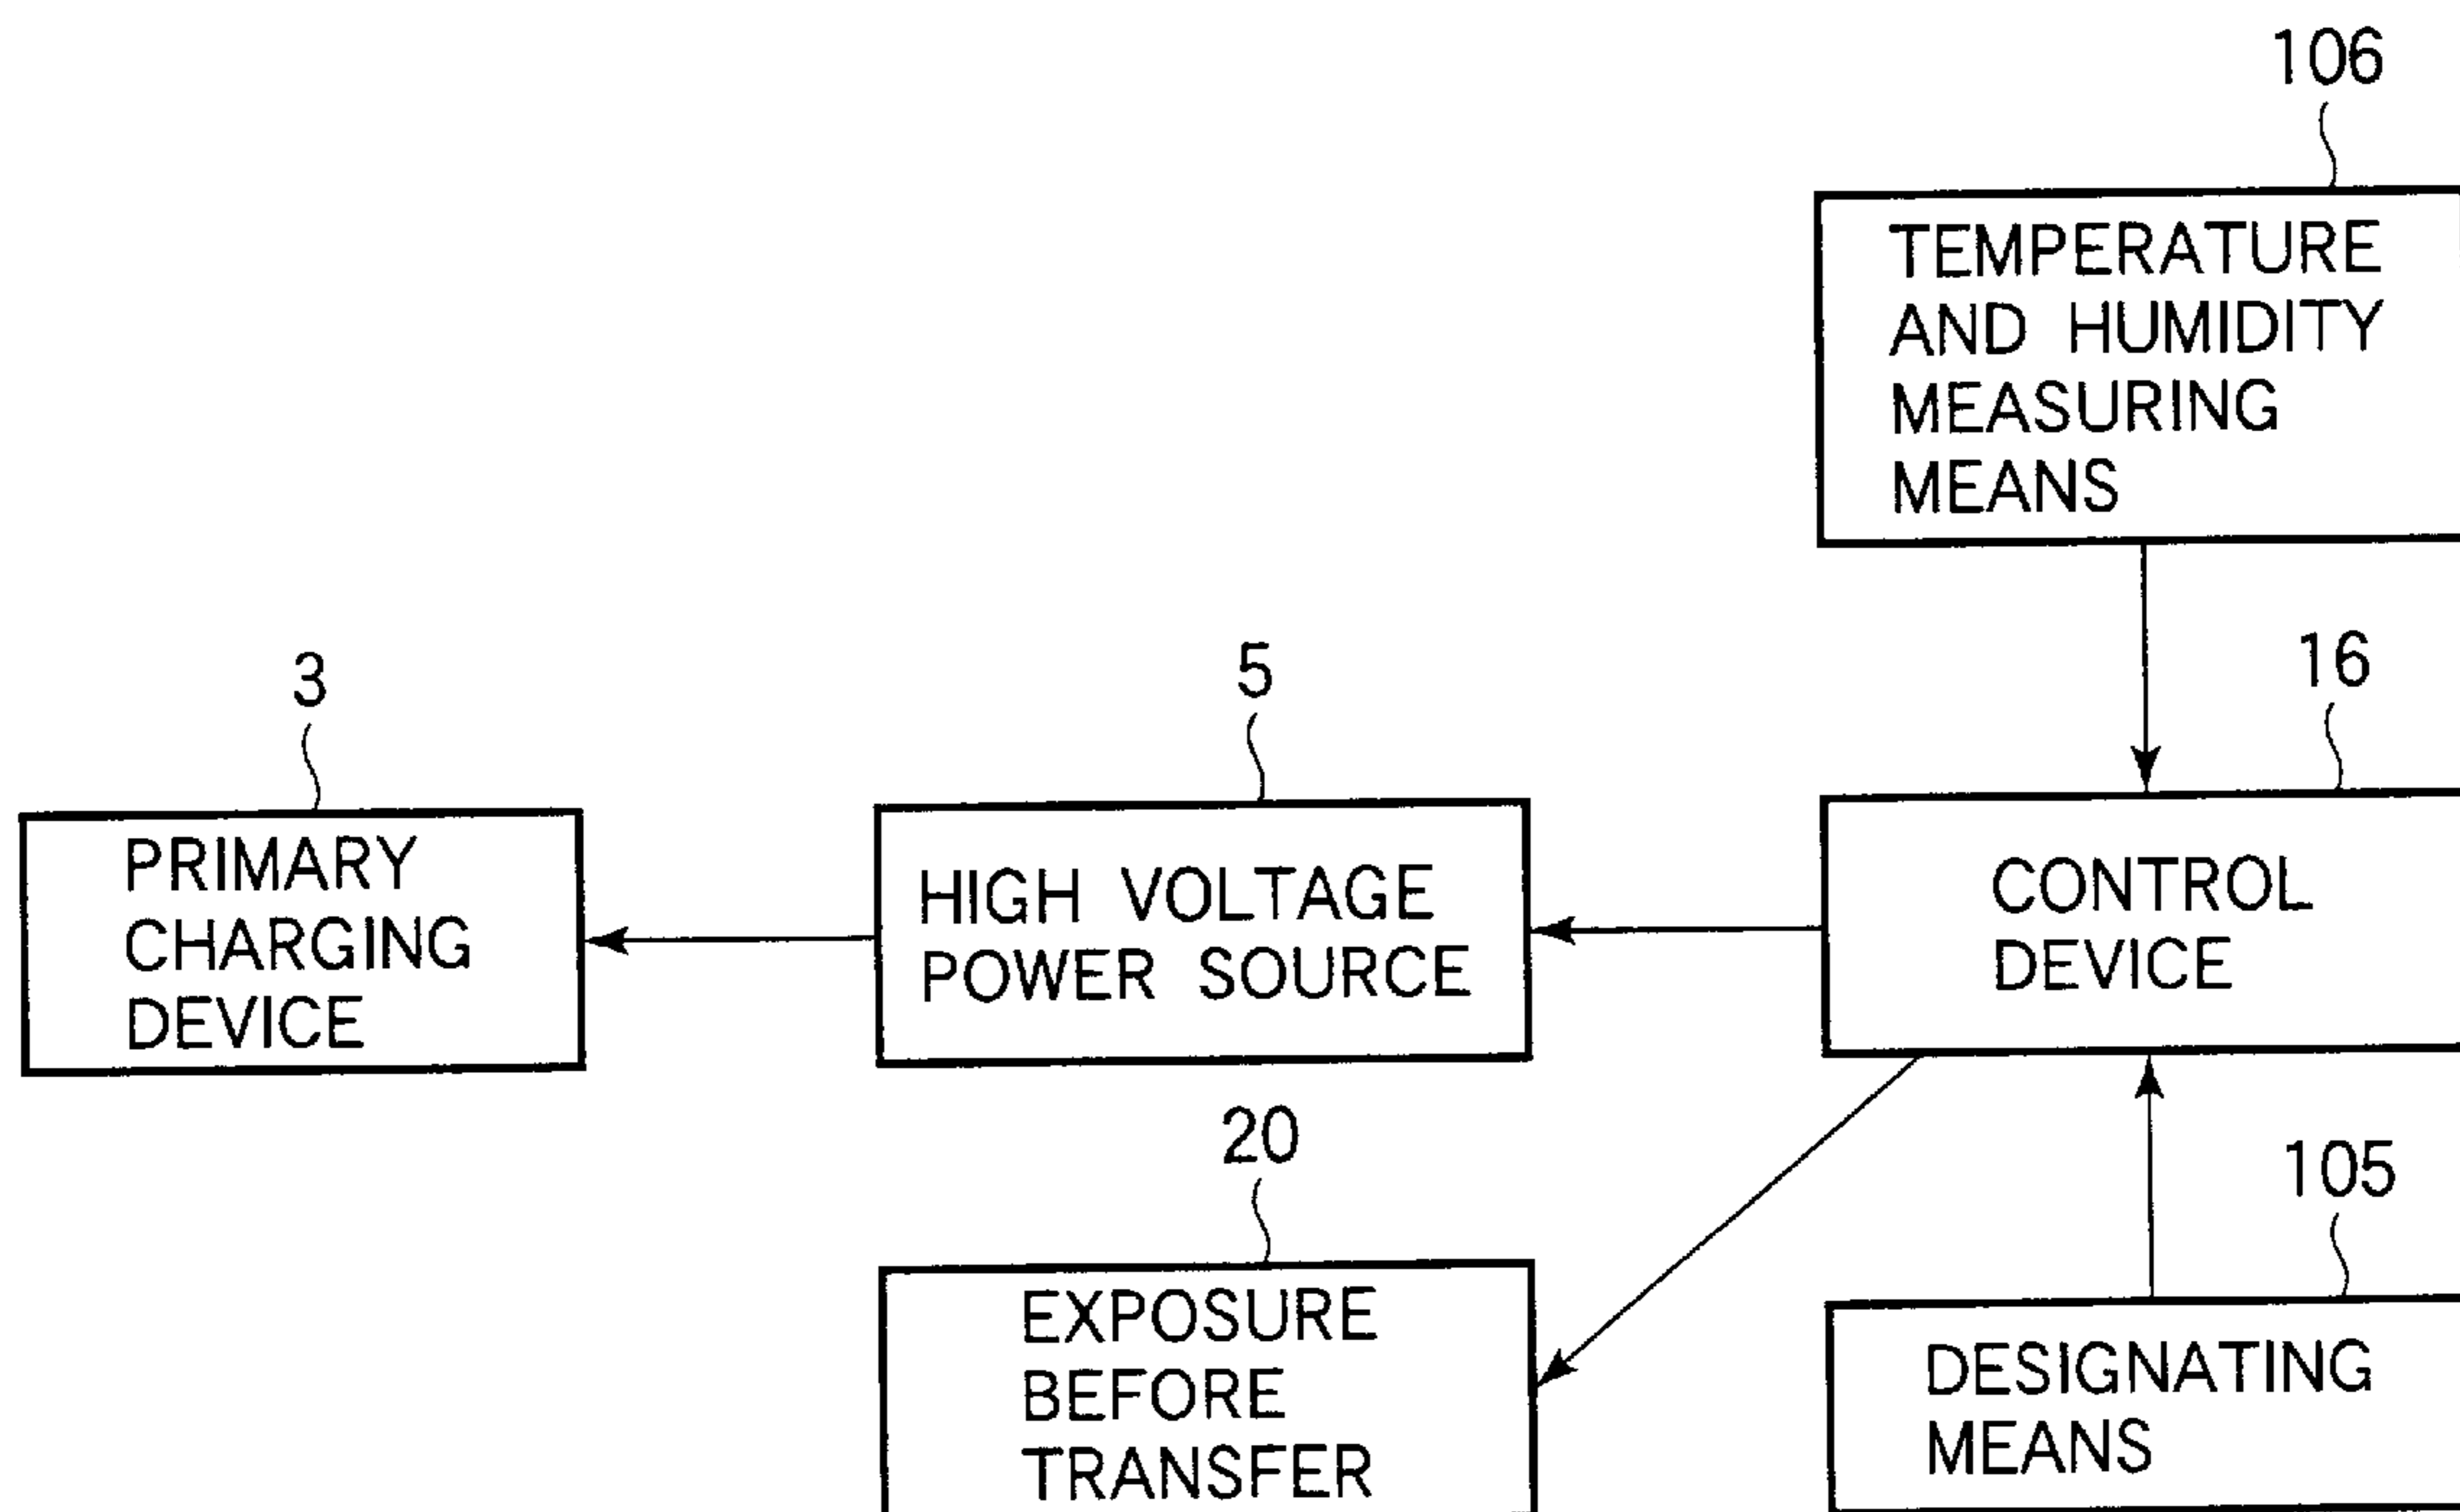 106
TEMPERATURE
AND HUMIDITY
MEASURING
MEANS
3
PRIMARY
CHARGING
DEVICE
5
HIGH VOLTAGE
POWER SOURCE
16
CONTROL
DEVICE
20
EXPOSURE
BEFORE
TRANSFER
105
DESIGNATING
MEANS